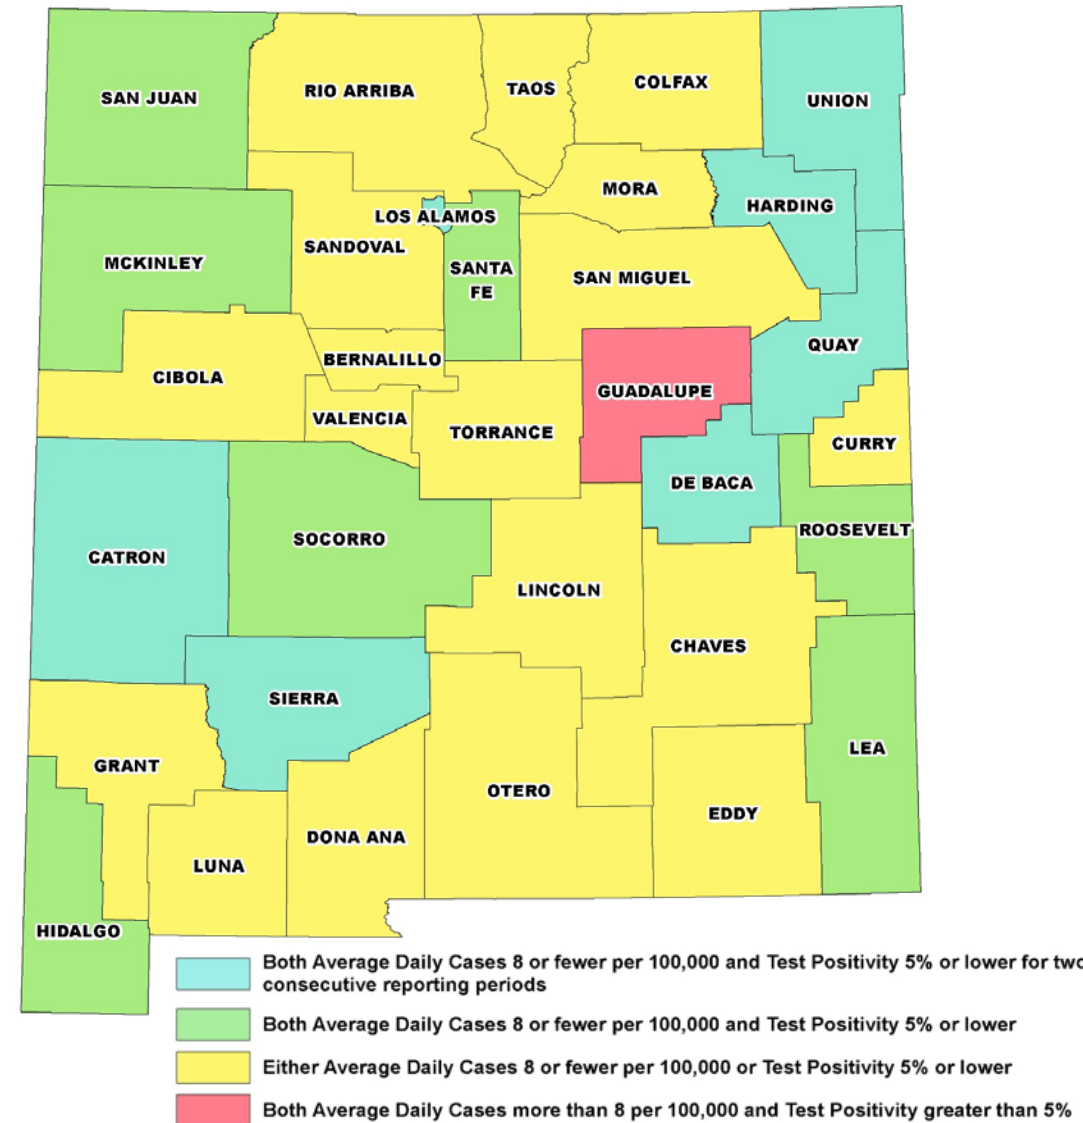 SAN JUAN
RIO ARRIBA
TAOS
COLFAX
UNION
MORA
HARDING
LOS ALAMOS
SANDOVAL
MCKINLEY
SANTA
FE
SAN MIGUEL
QUAY
BERNALILLO
CIBOLA
GUADALUPE
VALENCIA
TORRANCE
CURRY
DE BACA
ROOSEVELT
SOCORRO
CATRON
LINCOLN
CHAVES
SIERRA
LEA
GRANT
OTERO
EDDY
DONA ANA
LUNA
HIDALGO
Both Average Daily Cases 8 or fewer per 100,000 and Test Positivity 5% or lower for two
consecutive reporting periods
Both Average Daily Cases 8 or fewer per 100,000 and Test Positivity 5% or lower
Either Average Daily Cases 8 or fewer per 100,000 or Test Positivity 5% or lower
Both Average Daily Cases more than 8 per 100,000 and Test Positivity greater than 5%